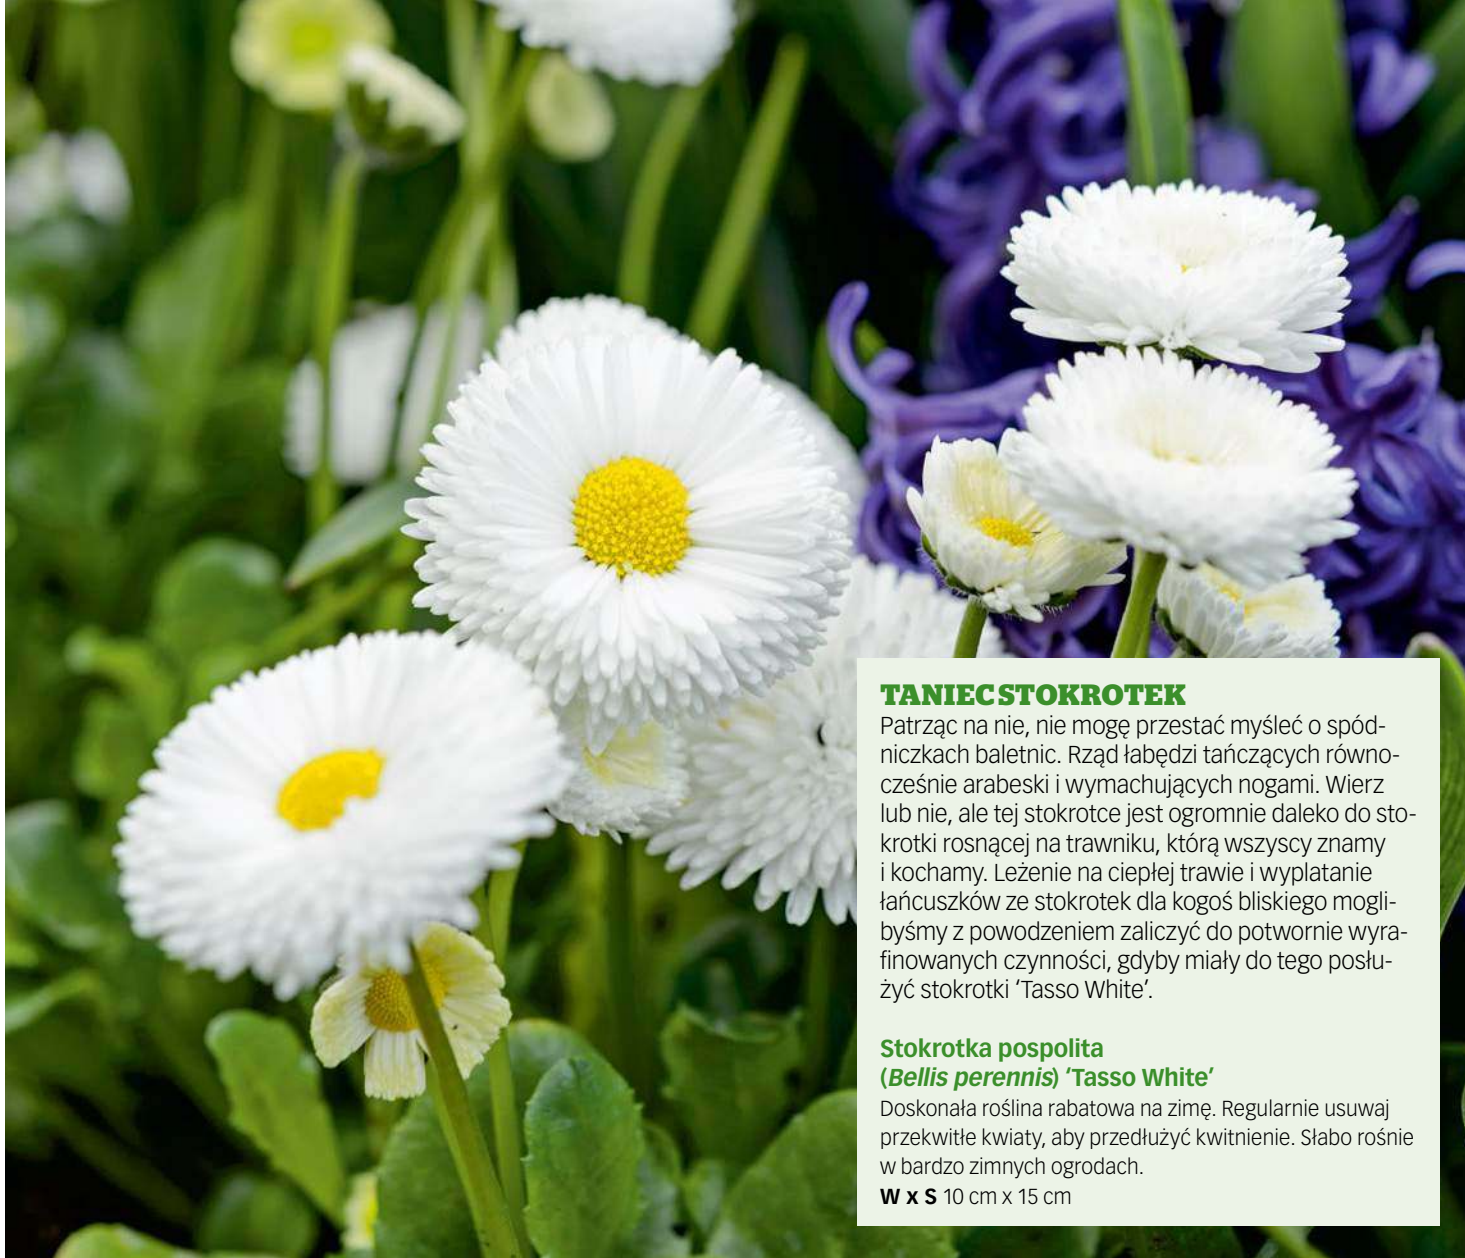 TANIEC STOKROTEK
Patrząc na nie, nie mogę przestać myśleć o spód-
niczkach baletnic. Rząd łabędzi tańczących równo-
cześnie arabeski i wymachujących nogami. Wierz
lub nie, ale tej stokrotce jest ogromnie daleko do sto-
krotki rosnącej na trawniku, którą wszyscy znamy
i kochamy. Leżenie na ciepłej trawie i wyplatanie
łańcuszków ze stokrotek dla kogoś bliskiego mogli-
byśmy z powodzeniem zaliczyć do potwornie wyra-
finowanych czynności, gdyby miały do tego posłu-
żyć stokrotki ‘Tasso White’.
Stokrotka pospolita
(Bellis perennis) ‘Tasso White’
Doskonała roślina rabatowa na zimę. Regularnie usuwaj
przekwitłe kwiaty, aby przedłużyć kwitnienie. Słabo rośnie
w bardzo zimnych ogrodach.
W x S 10 cm x 15 cm